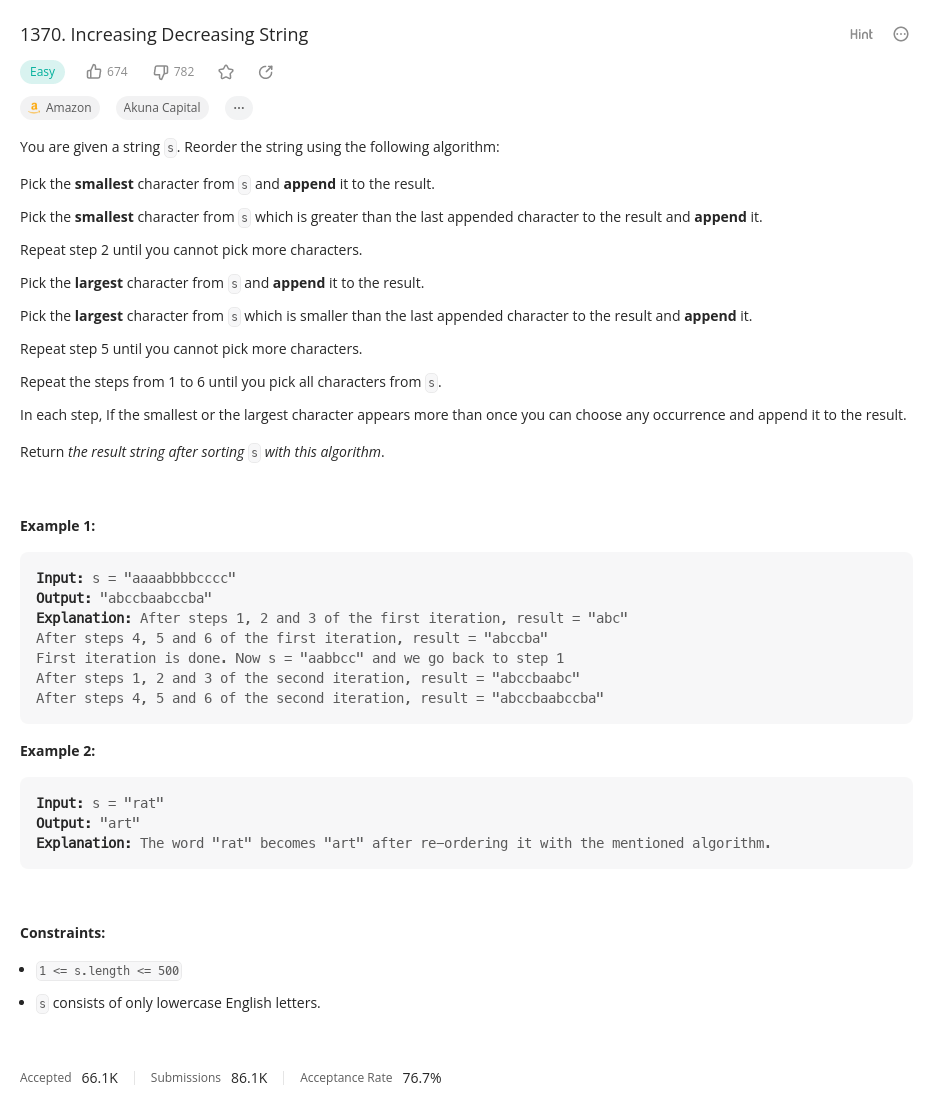 1370. Increasing Decreasing String
Hint
Easy 674 782
a Amazon Akuna Capital ...
You are given a string s. Reorder the string using the following algorithm:
Pick the smallest character from s and append it to the result.
Pick the smallest character from s which is greater than the last appended character to the result and append it.
Repeat step 2 until you cannot pick more characters.
Pick the largest character from s and append it to the result.
Pick the largest character from s which is smaller than the last appended character to the result and append it.
Repeat step 5 until you cannot pick more characters.
Repeat the steps from 1 to 6 until you pick all characters from s.
In each step, If the smallest or the largest character appears more than once you can choose any occurrence and append it to the result.
Return the result string after sorting s with this algorithm.
Example 1:
Input: s = "aaaabbbbcccc"
Output: "abccbaabccba"
Explanation: After steps 1, 2 and 3 of the first iteration, result = "abc"
After steps 4, 5 and 6 of the first iteration, result = "abccba"
First iteration is done. Now s = "aabbcc" and we go back to step 1
After steps 1, 2 and 3 of the second iteration, result = "abccbaabc"
After steps 4, 5 and 6 of the second iteration, result = "abccbaabccba"
Example 2:
Input: s = "rat"
Output: "art"
Explanation: The word "rat" becomes "art" after re-ordering it with the mentioned algorithm.
Constraints:
• 1 <= s.length <= 500
• s consists of only lowercase English letters.
Accepted 66.1K Submissions 86.1K Acceptance Rate 76.7%